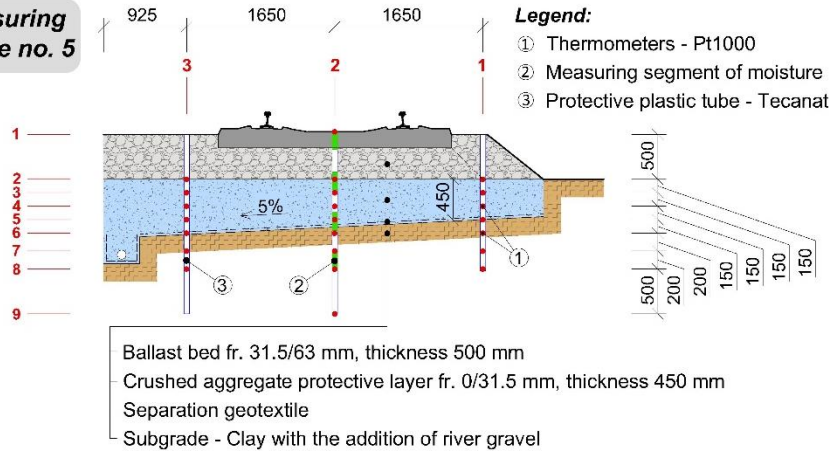 suring
e no. 5
925 1650 1650
Legend:
① Thermometers - Pt1000
② Measuring segment of moisture
③ Protective plastic tube - Tecanat
3 2 1
1
2
3
4
5
6
7
8
9
5%
450
① ② ③
500
150
150
150
150
200
200
500
Ballast bed fr. 31.5/63 mm, thickness 500 mm
Crushed aggregate protective layer fr. 0/31.5 mm, thickness 450 mm
Separation geotextile
Subgrade - Clay with the addition of river gravel